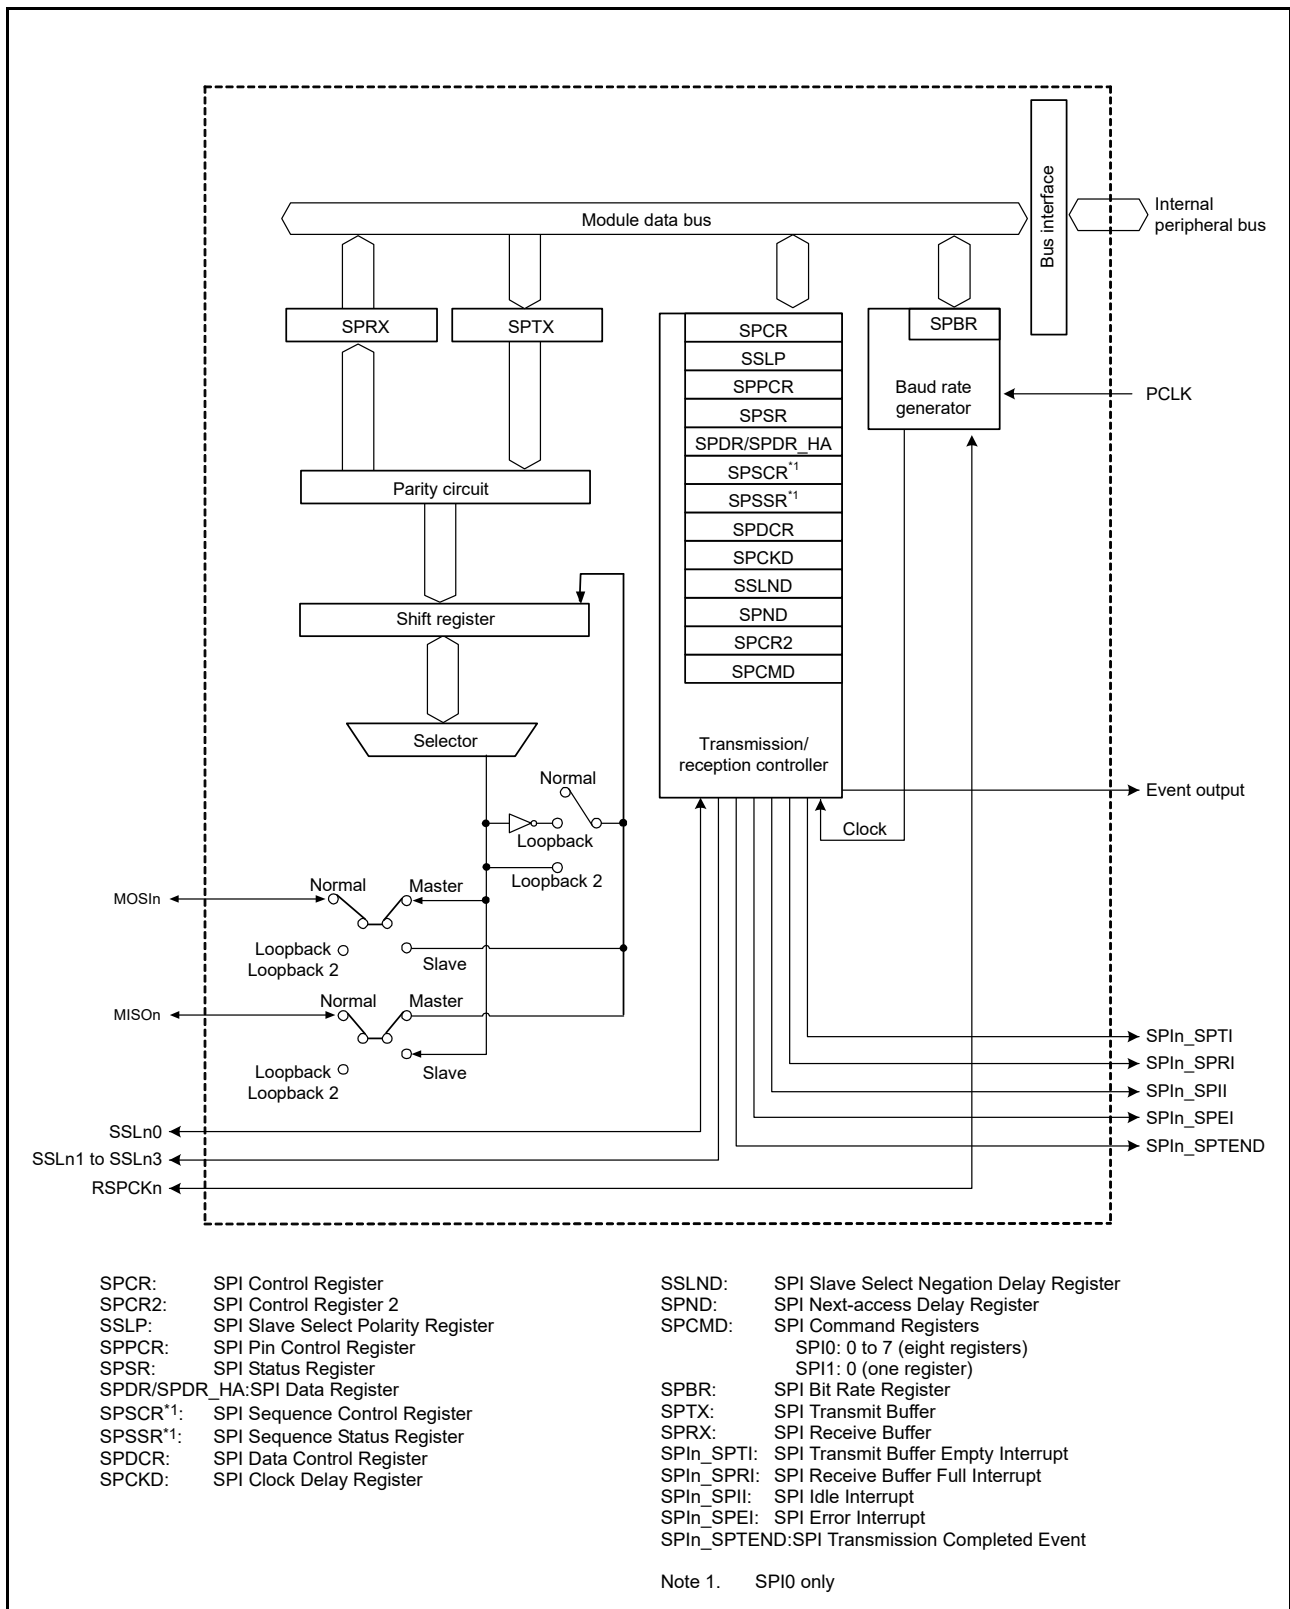 Module data bus
Bus interface
Internal
peripheral bus
SPRX
SPTX
SPCR
SSLP
SPPCR
SPSR
SPDR/SPDR_HA
SPSCR*1
SPSSR*1
SPDCR
SPCKD
SSLND
SPND
SPCR2
SPCMD
Transmission/
reception controller
SPBR
Baud rate
generator
PCLK
Parity circuit
Shift register
Selector
Normal
Loopback
Loopback 2
Clock
Event output
MOSIn
Normal
Master
Loopback
Loopback 2
Slave
MISOn
Normal
Master
Loopback
Loopback 2
Slave
SSLn0
SSLn1 to SSLn3
RSPCKn
SPIn_SPTI
SPIn_SPRI
SPIn_SPII
SPIn_SPEI
SPIn_SPTEND
SPCR: SPI Control Register
SPCR2: SPI Control Register 2
SSLP: SPI Slave Select Polarity Register
SPPCR: SPI Pin Control Register
SPSR: SPI Status Register
SPDR/SPDR_HA:SPI Data Register
SPSCR*1: SPI Sequence Control Register
SPSSR*1: SPI Sequence Status Register
SPDCR: SPI Data Control Register
SPCKD: SPI Clock Delay Register
SSLND: SPI Slave Select Negation Delay Register
SPND: SPI Next-access Delay Register
SPCMD: SPI Command Registers
SPI0: 0 to 7 (eight registers)
SPI1: 0 (one register)
SPBR: SPI Bit Rate Register
SPTX: SPI Transmit Buffer
SPRX: SPI Receive Buffer
SPIn_SPTI: SPI Transmit Buffer Empty Interrupt
SPIn_SPRI: SPI Receive Buffer Full Interrupt
SPIn_SPII: SPI Idle Interrupt
SPIn_SPEI: SPI Error Interrupt
SPIn_SPTEND:SPI Transmission Completed Event
Note 1. SPI0 only